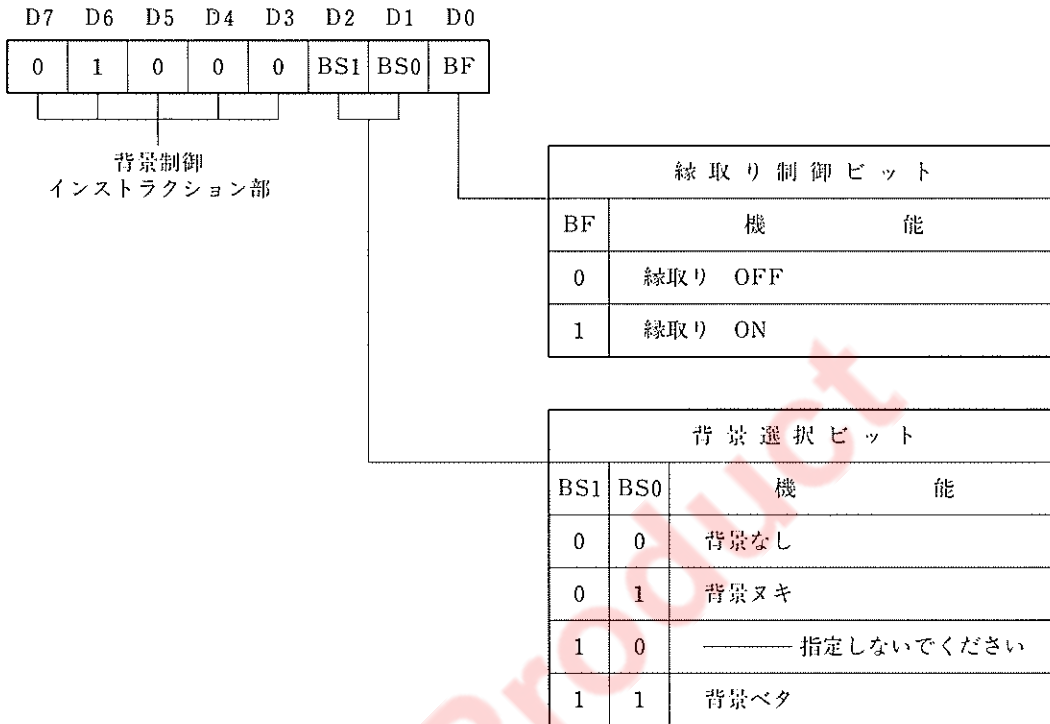 D7 D6 D5 D4 D3 D2 D1 D0
0 1 0 0 0 BS1 BS0 BF
背景制御
インストラクション部
縁取り制御ビット
BF 機能
0 縁取り OFF
1 縁取り ON
背景選択ビット
BS1 BS0 機能
0 0 背景なし
0 1 背景ヌキ
1 0 ――― 指定しないでください
1 1 背景ベタ
Product